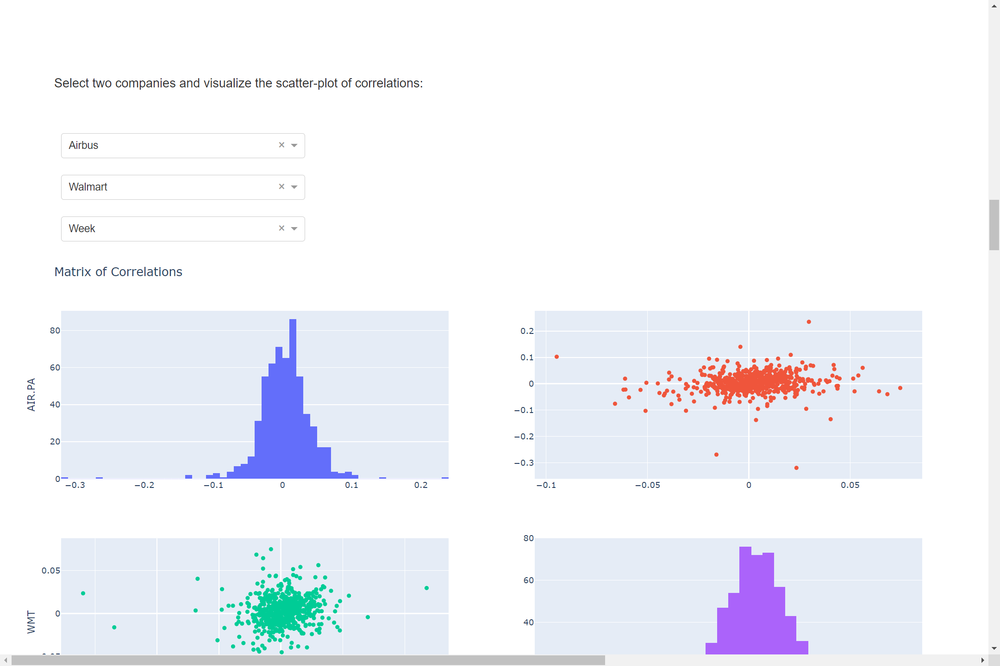 Select two companies and visualize the scatter-plot of correlations:
Airbus
Walmart
Week
Matrix of Correlations
AIR.PA
80
60
40
20
0
−0.3 −0.2 −0.1 0 0.1 0.2
0.2
0.1
0
−0.1
−0.2
−0.3
−0.1 −0.05 0 0.05
WMT
0.05
0
80
60
40